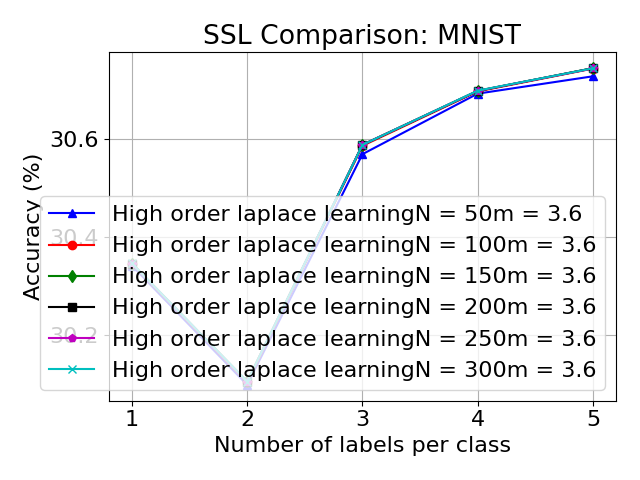 SSL Comparison: MNIST
Accuracy (%)
30.6
30.4
30.2
High order laplace learningN = 50m = 3.6
High order laplace learningN = 100m = 3.6
High order laplace learningN = 150m = 3.6
High order laplace learningN = 200m = 3.6
High order laplace learningN = 250m = 3.6
High order laplace learningN = 300m = 3.6
1 2 3 4 5
Number of labels per class